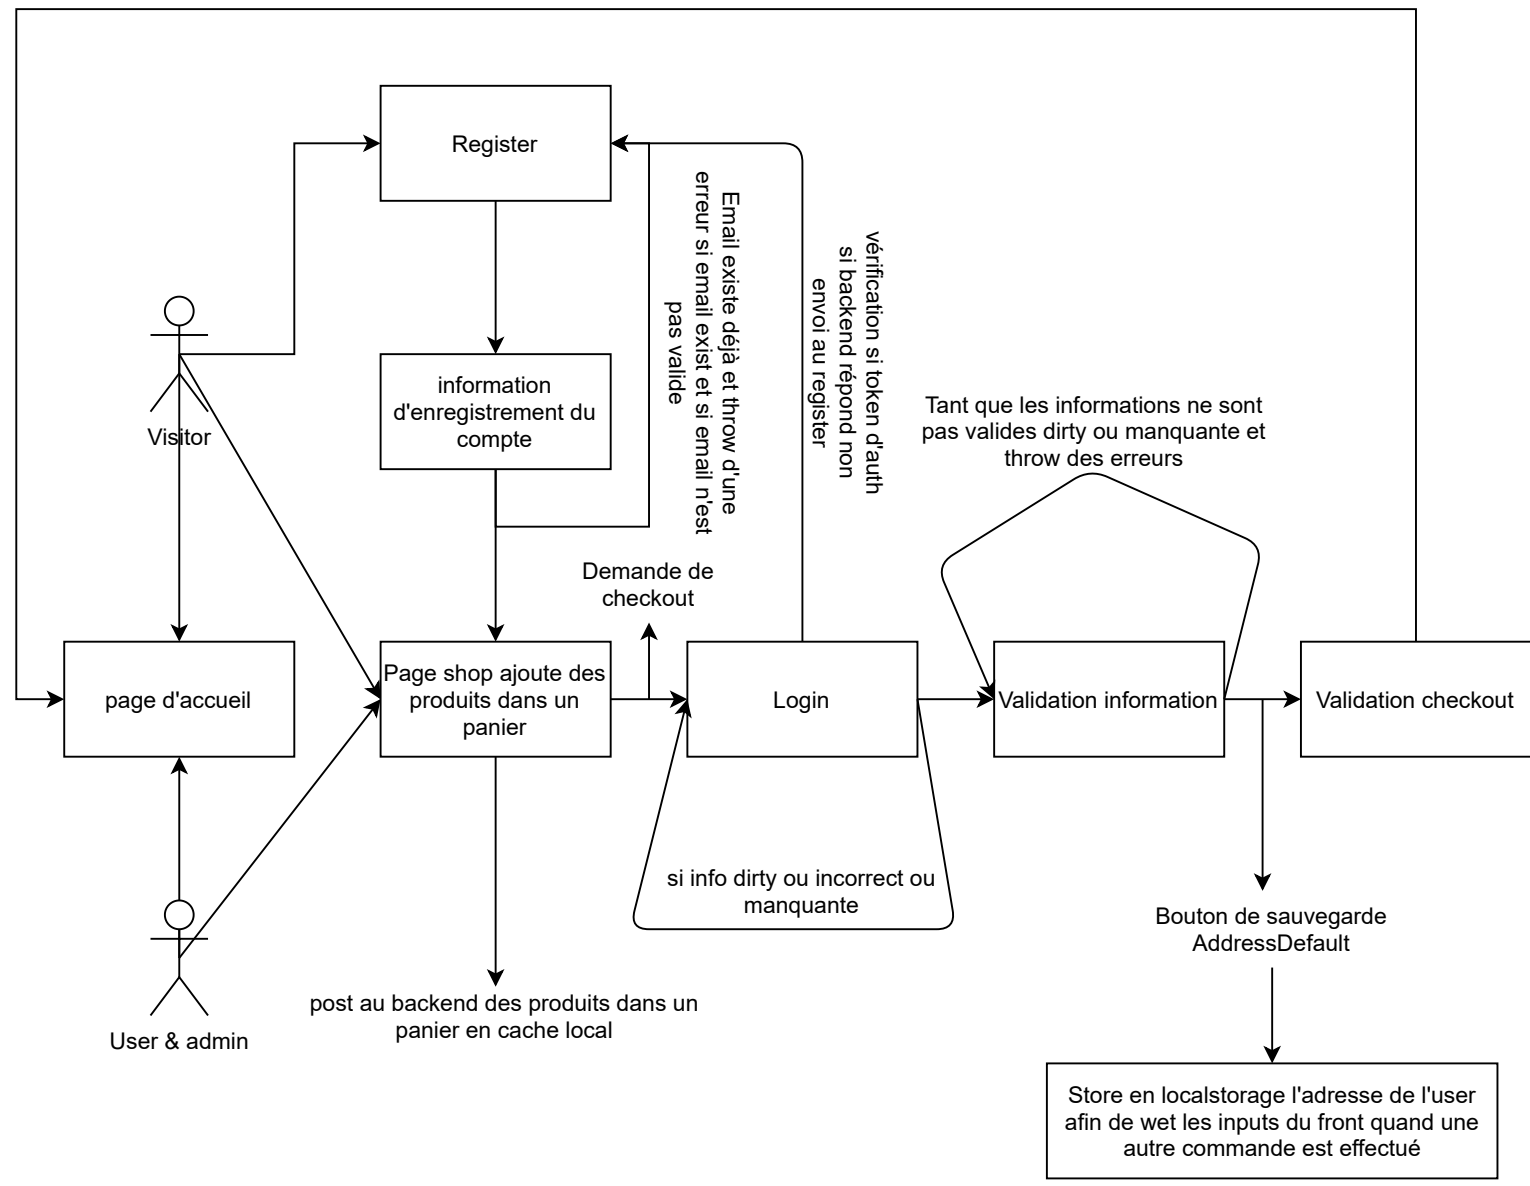 Register
Email existe déjà et throw d'une
erreur si email exist et si email n'est
pas valide
vérification si token d'auth
si backend répond non
envoi au register
information
d'enregistrement du
compte
Visitor
Tant que les informations ne sont
pas valides dirty ou manquante et
throw des erreurs
Demande de
checkout
page d'accueil
Page shop ajoute des
produits dans un
panier
Login
Validation information
Validation checkout
si info dirty ou incorrect ou
manquante
Bouton de sauvegarde
AddressDefault
post au backend des produits dans un
panier en cache local
User & admin
Store en localstorage l'adresse de l'user
afin de wet les inputs du front quand une
autre commande est effectué